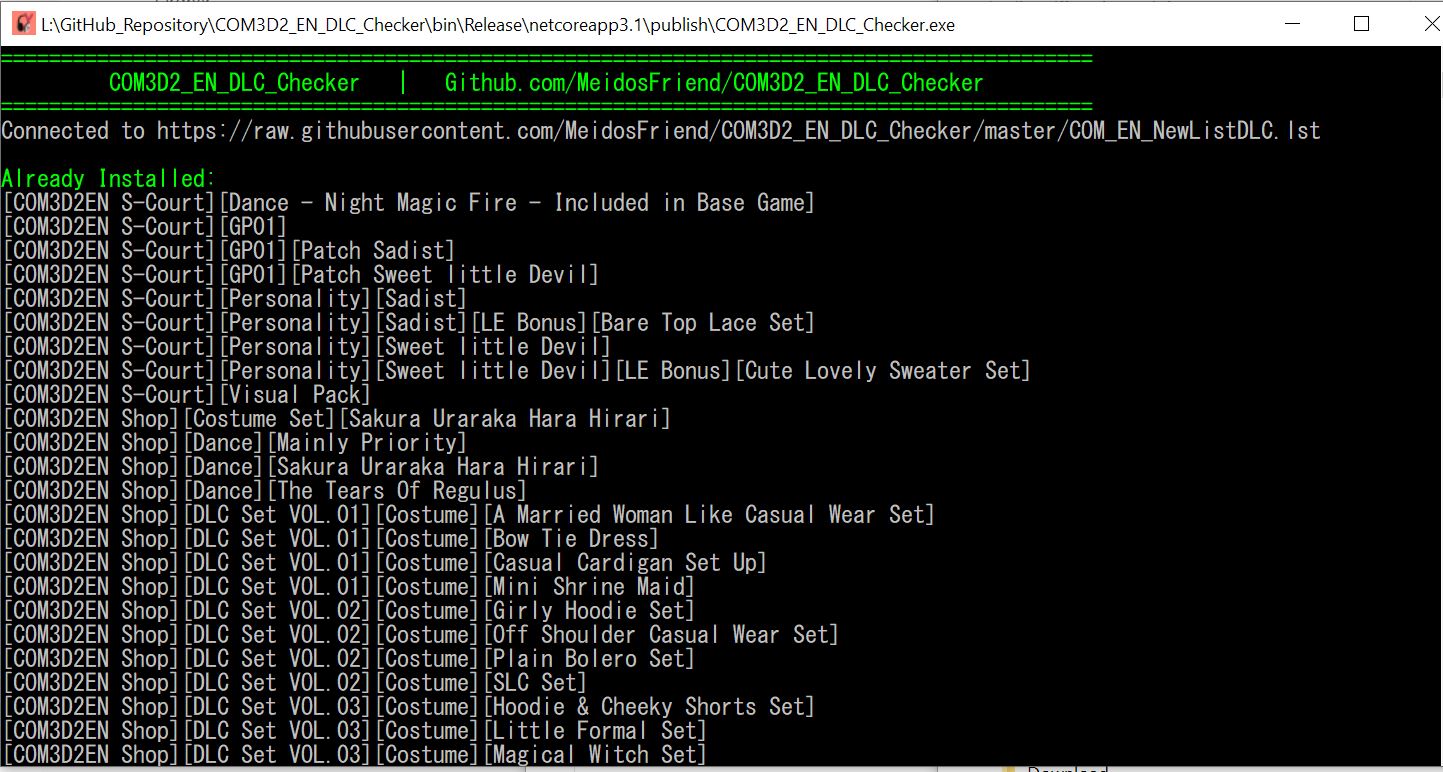 L:\GitHub_Repository\COM3D2_EN_DLC_Checker\bin\Release\netcoreapp3.1\publish\COM3D2_EN_DLC_Checker.exe
===========================================================================================
COM3D2_EN_DLC_Checker | Github.com/MeidosFriend/COM3D2_EN_DLC_Checker
===========================================================================================
Connected to https://raw.githubusercontent.com/MeidosFriend/COM3D2_EN_DLC_Checker/master/COM_EN_NewListDLC.lst
Already Installed:
[COM3D2EN S-Court][Dance - Night Magic Fire - Included in Base Game]
[COM3D2EN S-Court][GP01]
[COM3D2EN S-Court][GP01][Patch Sadist]
[COM3D2EN S-Court][GP01][Patch Sweet little Devil]
[COM3D2EN S-Court][Personality][Sadist]
[COM3D2EN S-Court][Personality][Sadist][LE Bonus][Bare Top Lace Set]
[COM3D2EN S-Court][Personality][Sweet little Devil]
[COM3D2EN S-Court][Personality][Sweet little Devil][LE Bonus][Cute Lovely Sweater Set]
[COM3D2EN S-Court][Visual Pack]
[COM3D2EN Shop][Costume Set][Sakura Uraraka Hara Hirari]
[COM3D2EN Shop][Dance][Mainly Priority]
[COM3D2EN Shop][Dance][Sakura Uraraka Hara Hirari]
[COM3D2EN Shop][Dance][The Tears Of Regulus]
[COM3D2EN Shop][DLC Set VOL.01][Costume][A Married Woman Like Casual Wear Set]
[COM3D2EN Shop][DLC Set VOL.01][Costume][Bow Tie Dress]
[COM3D2EN Shop][DLC Set VOL.01][Costume][Casual Cardigan Set Up]
[COM3D2EN Shop][DLC Set VOL.01][Costume][Mini Shrine Maid]
[COM3D2EN Shop][DLC Set VOL.02][Costume][Girly Hoodie Set]
[COM3D2EN Shop][DLC Set VOL.02][Costume][Off Shoulder Casual Wear Set]
[COM3D2EN Shop][DLC Set VOL.02][Costume][Plain Bolero Set]
[COM3D2EN Shop][DLC Set VOL.02][Costume][SLC Set]
[COM3D2EN Shop][DLC Set VOL.03][Costume][Hoodie & Cheeky Shorts Set]
[COM3D2EN Shop][DLC Set VOL.03][Costume][Little Formal Set]
[COM3D2EN Shop][DLC Set VOL.03][Costume][Magical Witch Set]